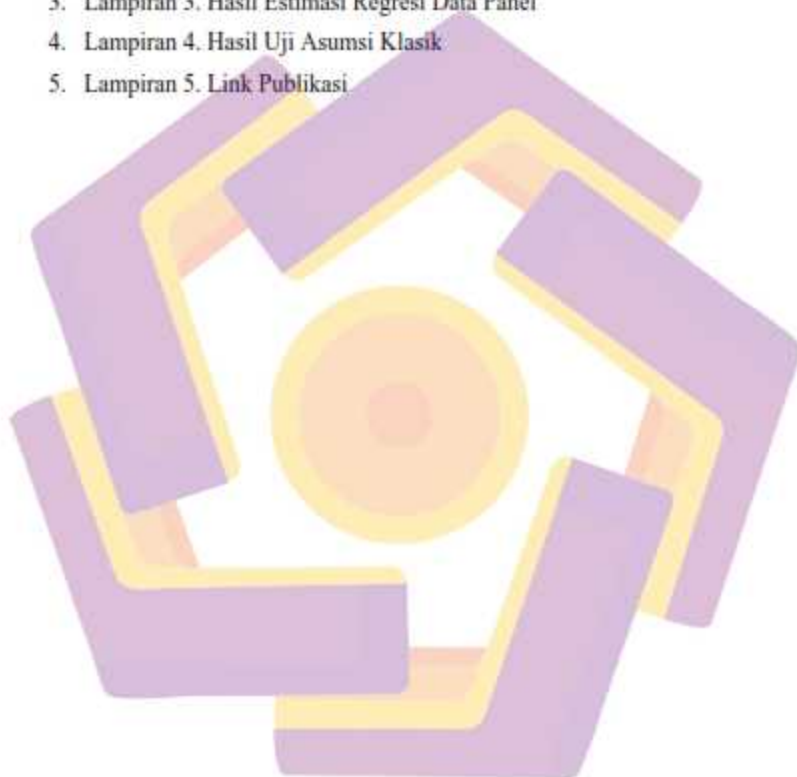 3. Lampiran 3. Hasil Estimasi Regresi Data Panel
4. Lampiran 4. Hasil Uji Asumsi Klasik
5. Lampiran 5. Link Publikasi